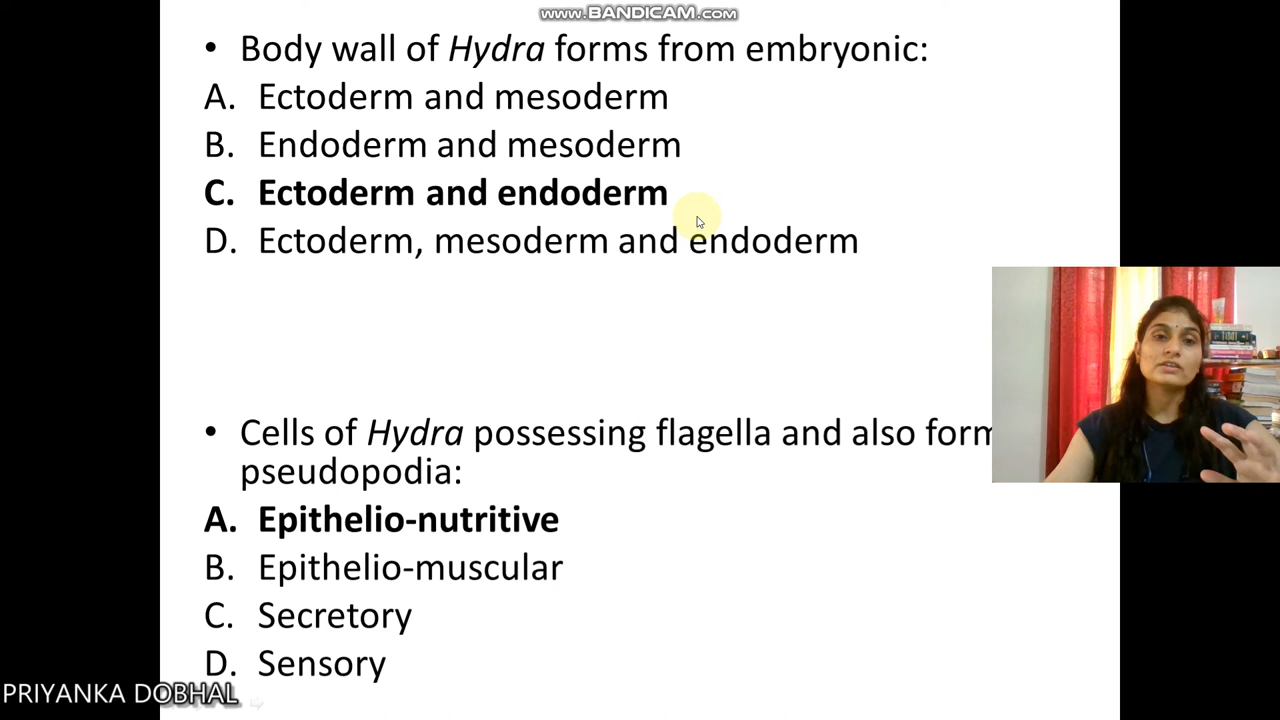 www.BANDICAM.com
• Body wall of Hydra forms from embryonic:
A. Ectoderm and mesoderm
B. Endoderm and mesoderm
C. Ectoderm and endoderm
D. Ectoderm, mesoderm and endoderm
• Cells of Hydra possessing flagella and also form
pseudopodia:
A. Epithelio-nutritive
B. Epithelio-muscular
C. Secretory
D. Sensory
PRIYANKA DOBHAL